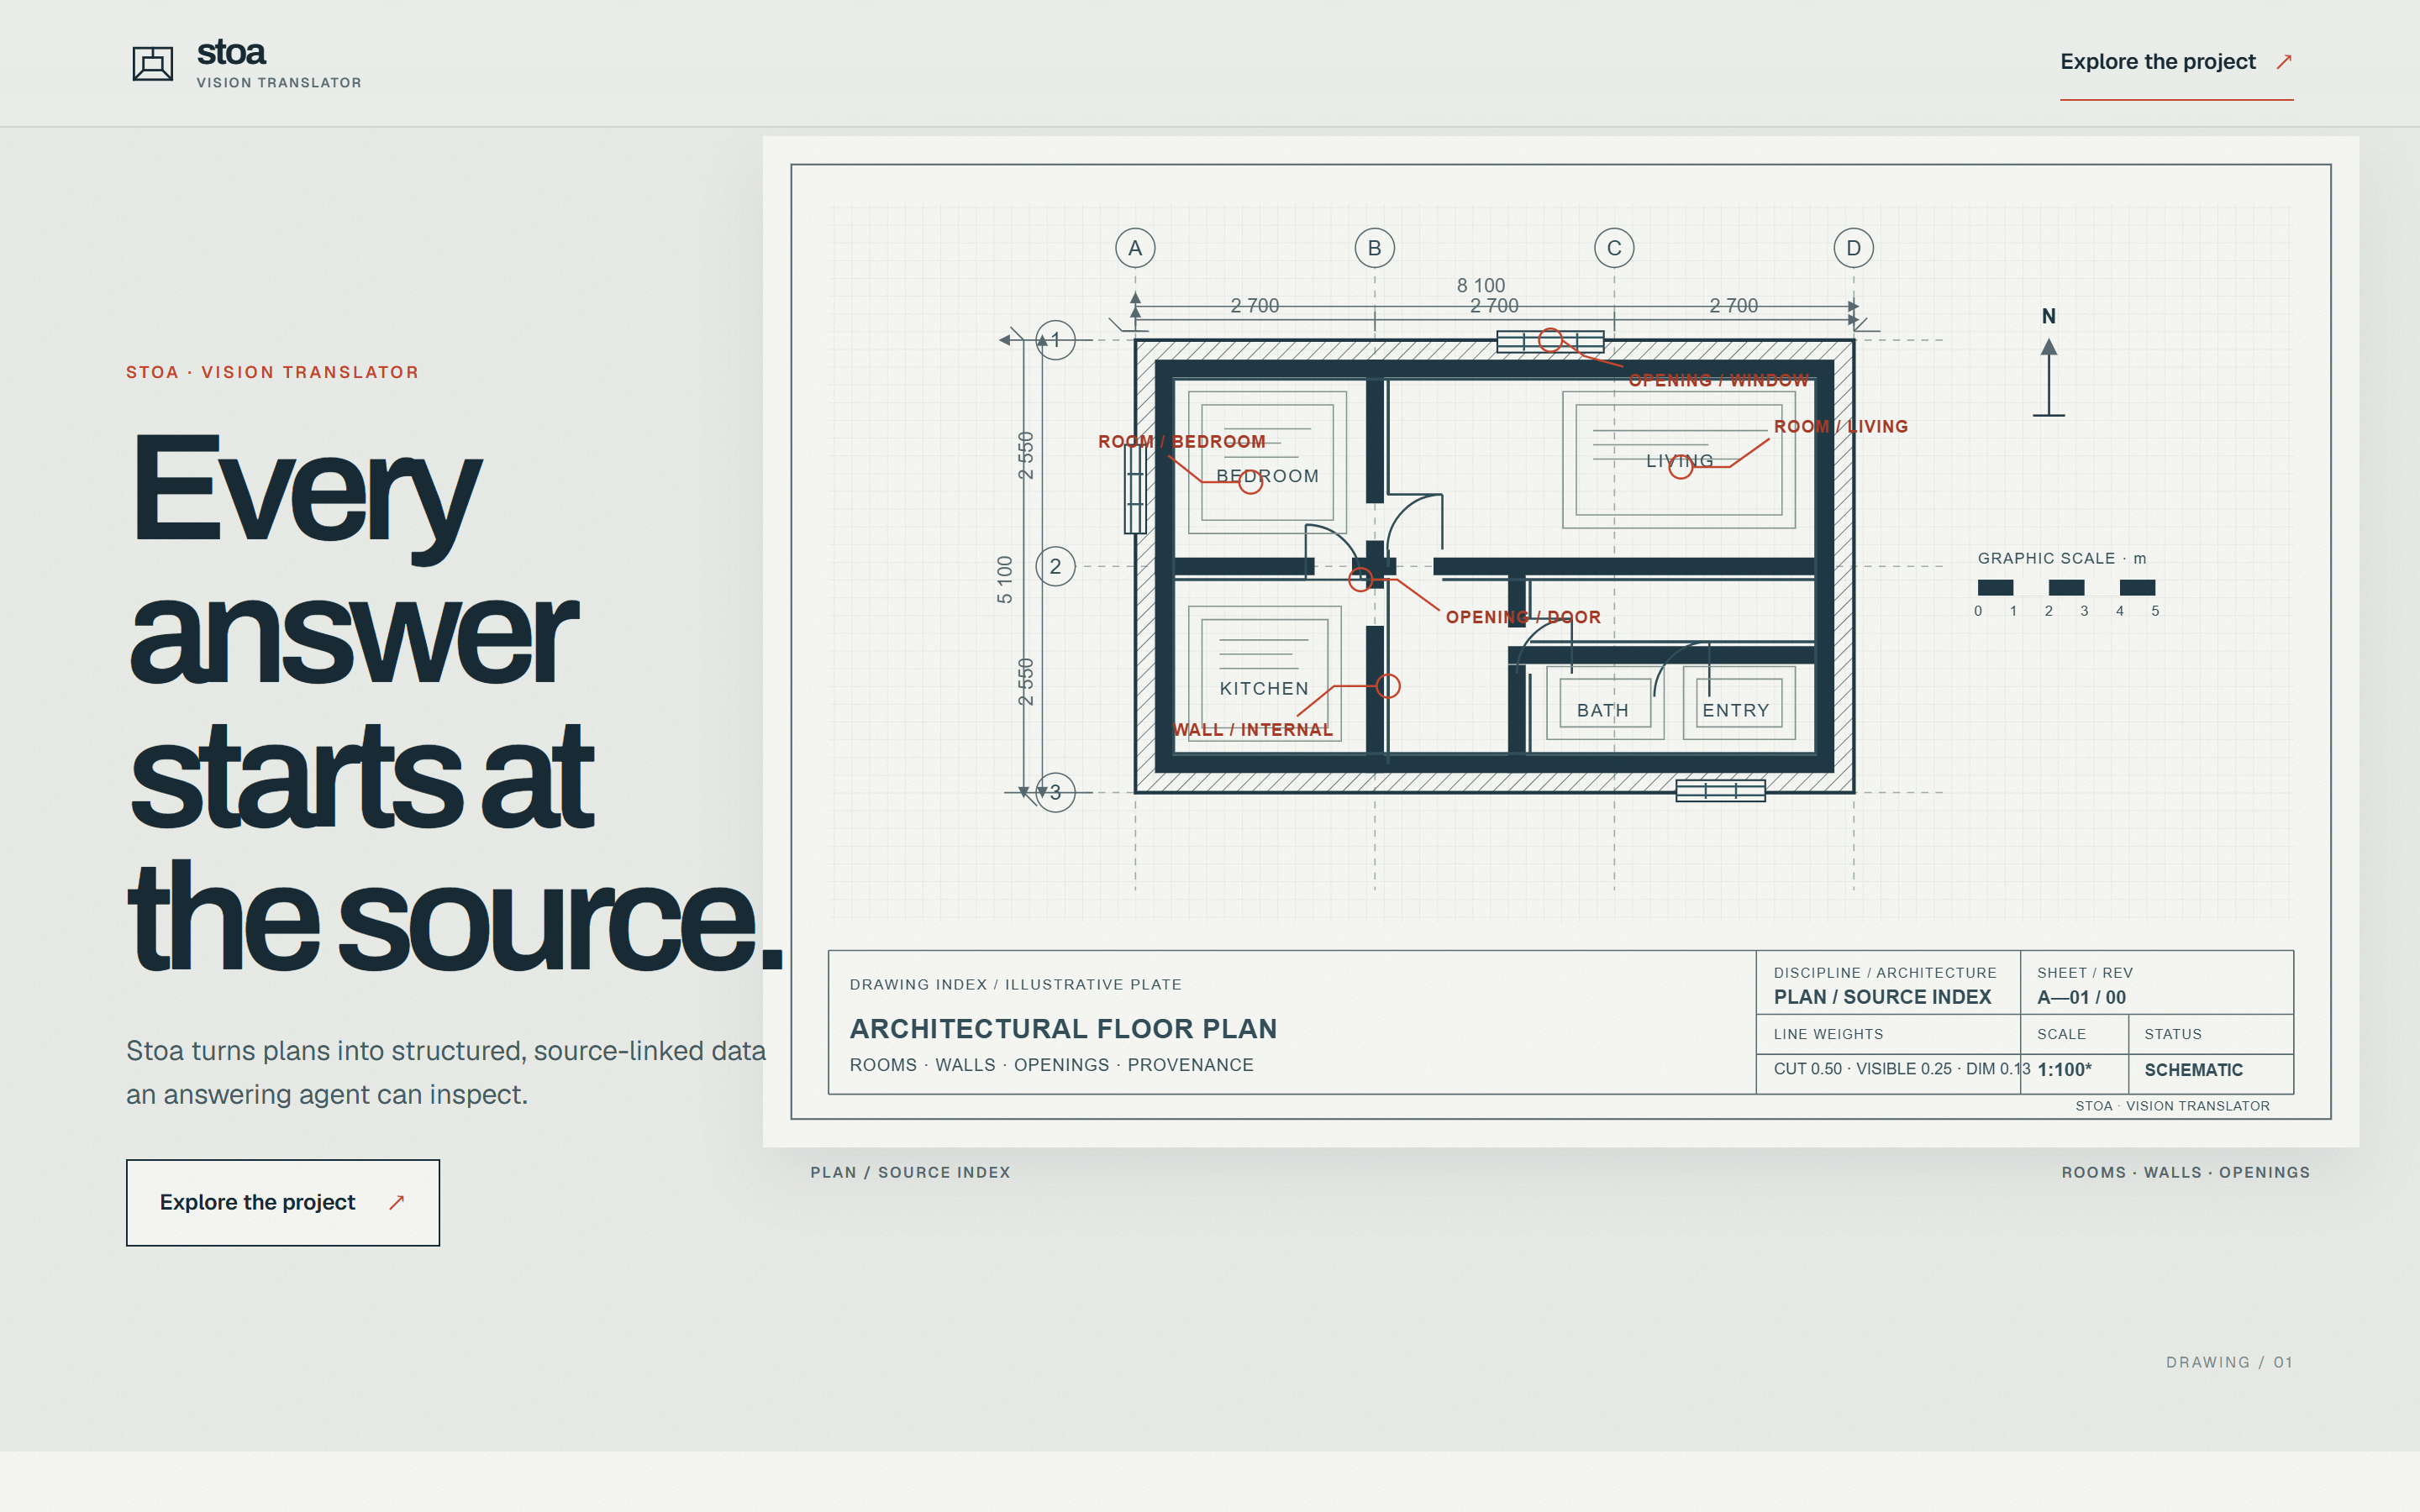 stoa
VISION TRANSLATOR
Explore the project ↗
STOA · VISION TRANSLATOR
Every
answer
starts at
the source.
Stoa turns plans into structured, source-linked data
an answering agent can inspect.
Explore the project ↗
A B C D
8 100
2 700 2 700 2 700
1
2
3
2 550
5 100
2 550
N
OPENING / WINDOW
ROOM / LIVING
ROOM / BEDROOM
LIVING
BEDROOM
GRAPHIC SCALE · m
0 1 2 3 4 5
OPENING / DOOR
KITCHEN
BATH
ENTRY
WALL / INTERNAL
DRAWING INDEX / ILLUSTRATIVE PLATE
ARCHITECTURAL FLOOR PLAN
ROOMS · WALLS · OPENINGS · PROVENANCE
DISCIPLINE / ARCHITECTURE
PLAN / SOURCE INDEX
SHEET / REV
A—01 / 00
LINE WEIGHTS
CUT 0.50 · VISIBLE 0.25 · DIM 0.13
SCALE
1:100*
STATUS
SCHEMATIC
STOA · VISION TRANSLATOR
PLAN / SOURCE INDEX
ROOMS · WALLS · OPENINGS
DRAWING / 01